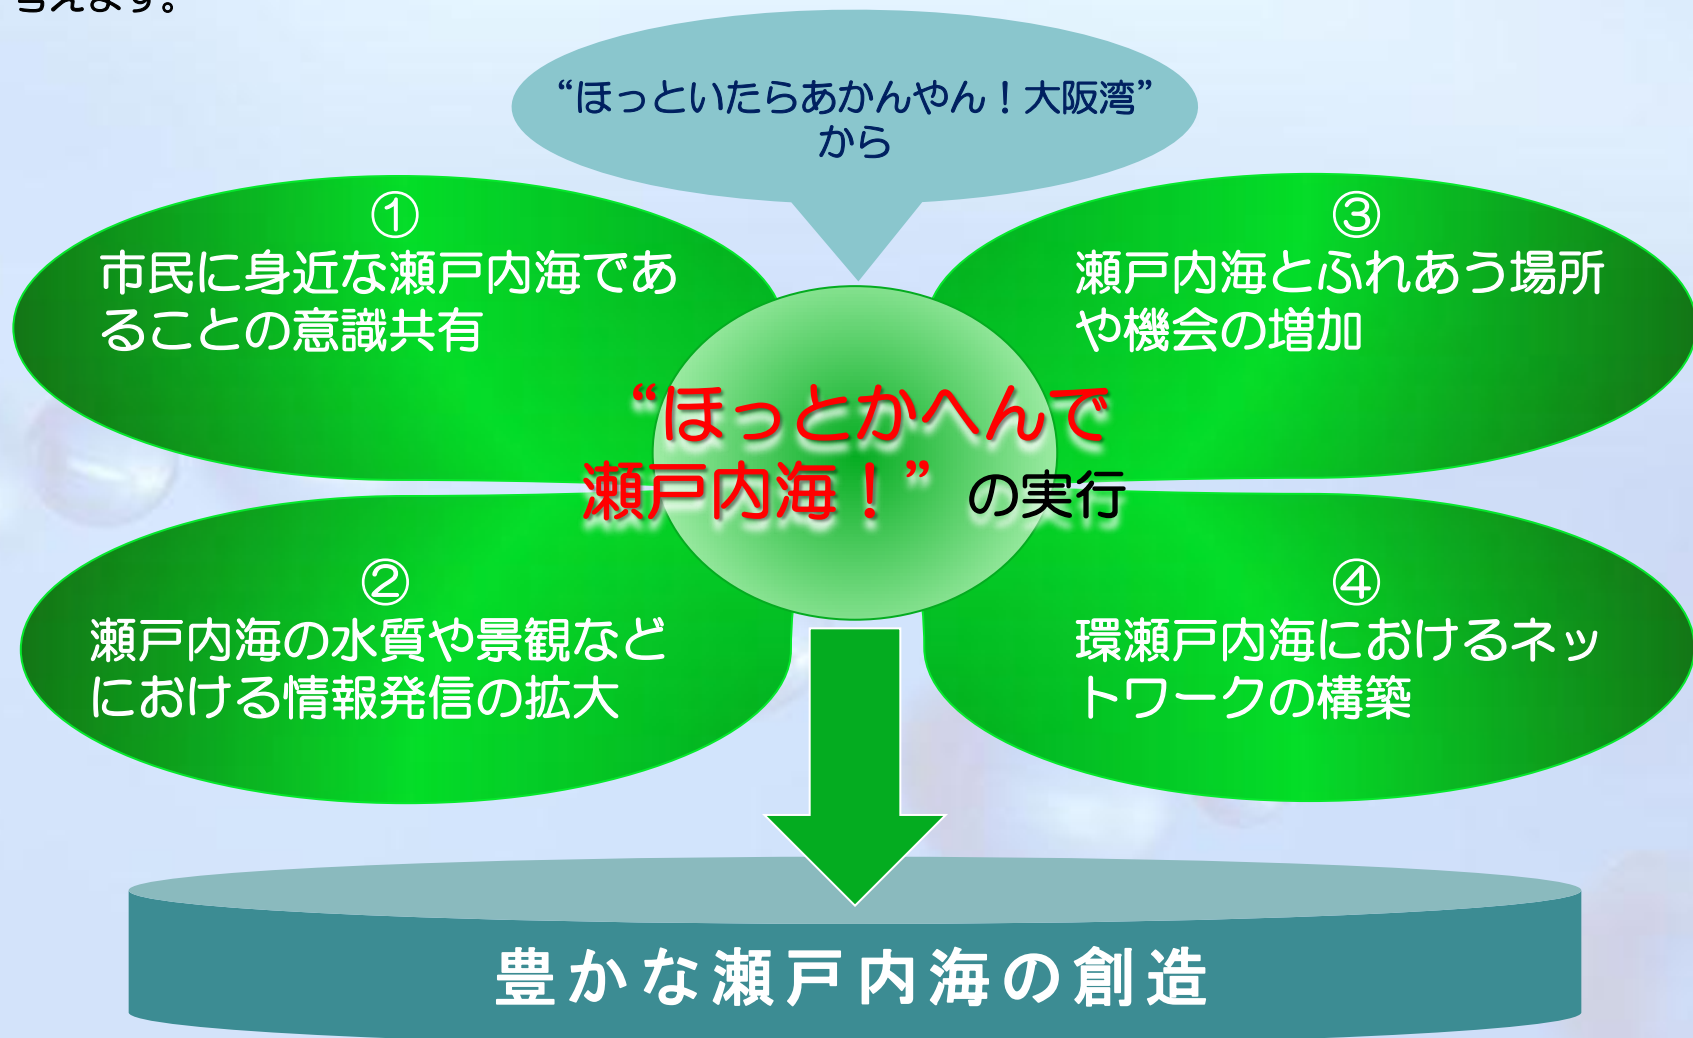 考えます。
“ほっといたらあかんやん！大阪湾”
から
①
市民に身近な瀬戸内海であ
ることの意識共有
③
瀬戸内海とふれあう場所
や機会の増加
“ほっとかへんで
瀬戸内海！” の実行
②
瀬戸内海の水質や景観など
における情報発信の拡大
④
環瀬戸内海におけるネッ
トワークの構築
豊かな瀬戸内海の創造